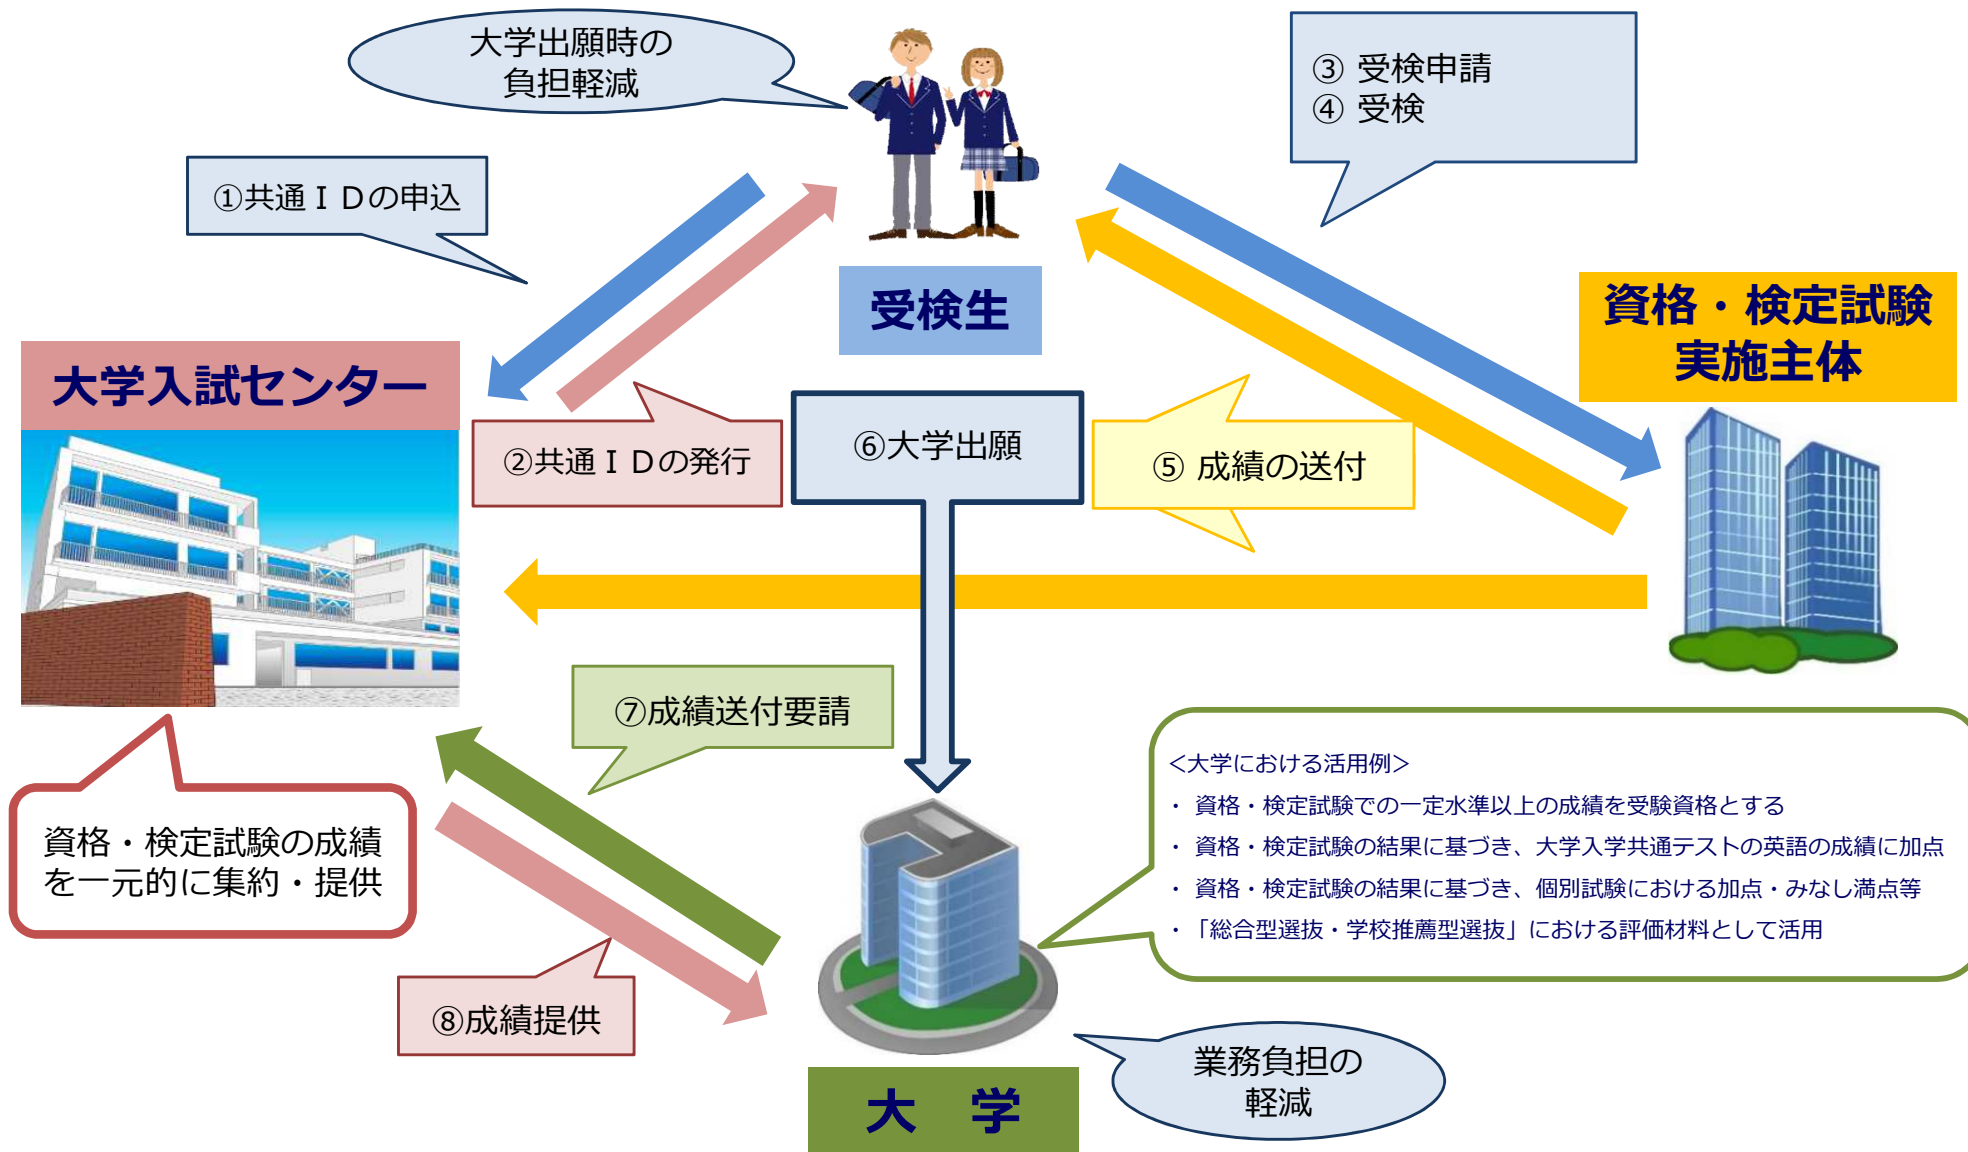 大学出願時の
負担軽減
③ 受検申請
④ 受検
①共通ＩＤの申込
受検生
資格・検定試験
実施主体
大学入試センター
②共通ＩＤの発行
⑥大学出願
⑤ 成績の送付
⑦成績送付要請
資格・検定試験の成績
を一元的に集約・提供
＜大学における活用例＞
・ 資格・検定試験での一定水準以上の成績を受験資格とする
・ 資格・検定試験の結果に基づき、大学入学共通テストの英語の成績に加点
・ 資格・検定試験の結果に基づき、個別試験における加点・みなし満点等
・「総合型選抜・学校推薦型選抜」における評価材料として活用
⑧成績提供
業務負担の
軽減
大　学